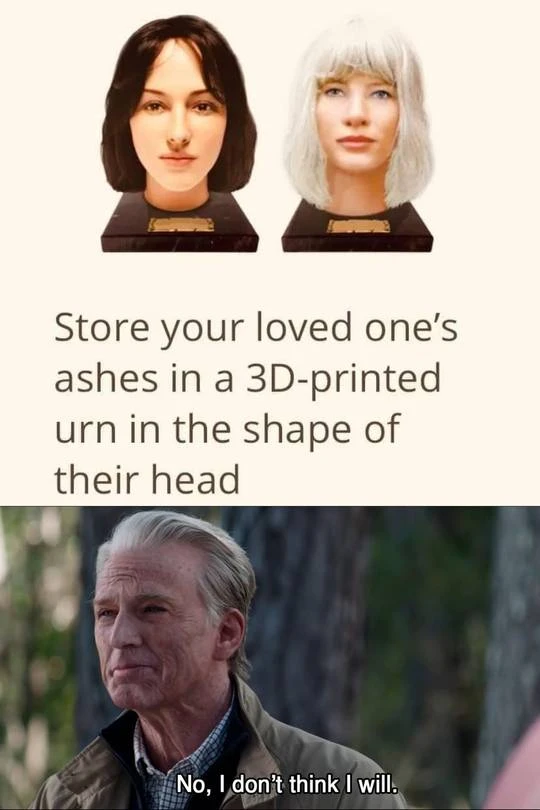 Store your loved one’s
ashes in a 3D-printed
urn in the shape of
their head
No, I don't think I will.